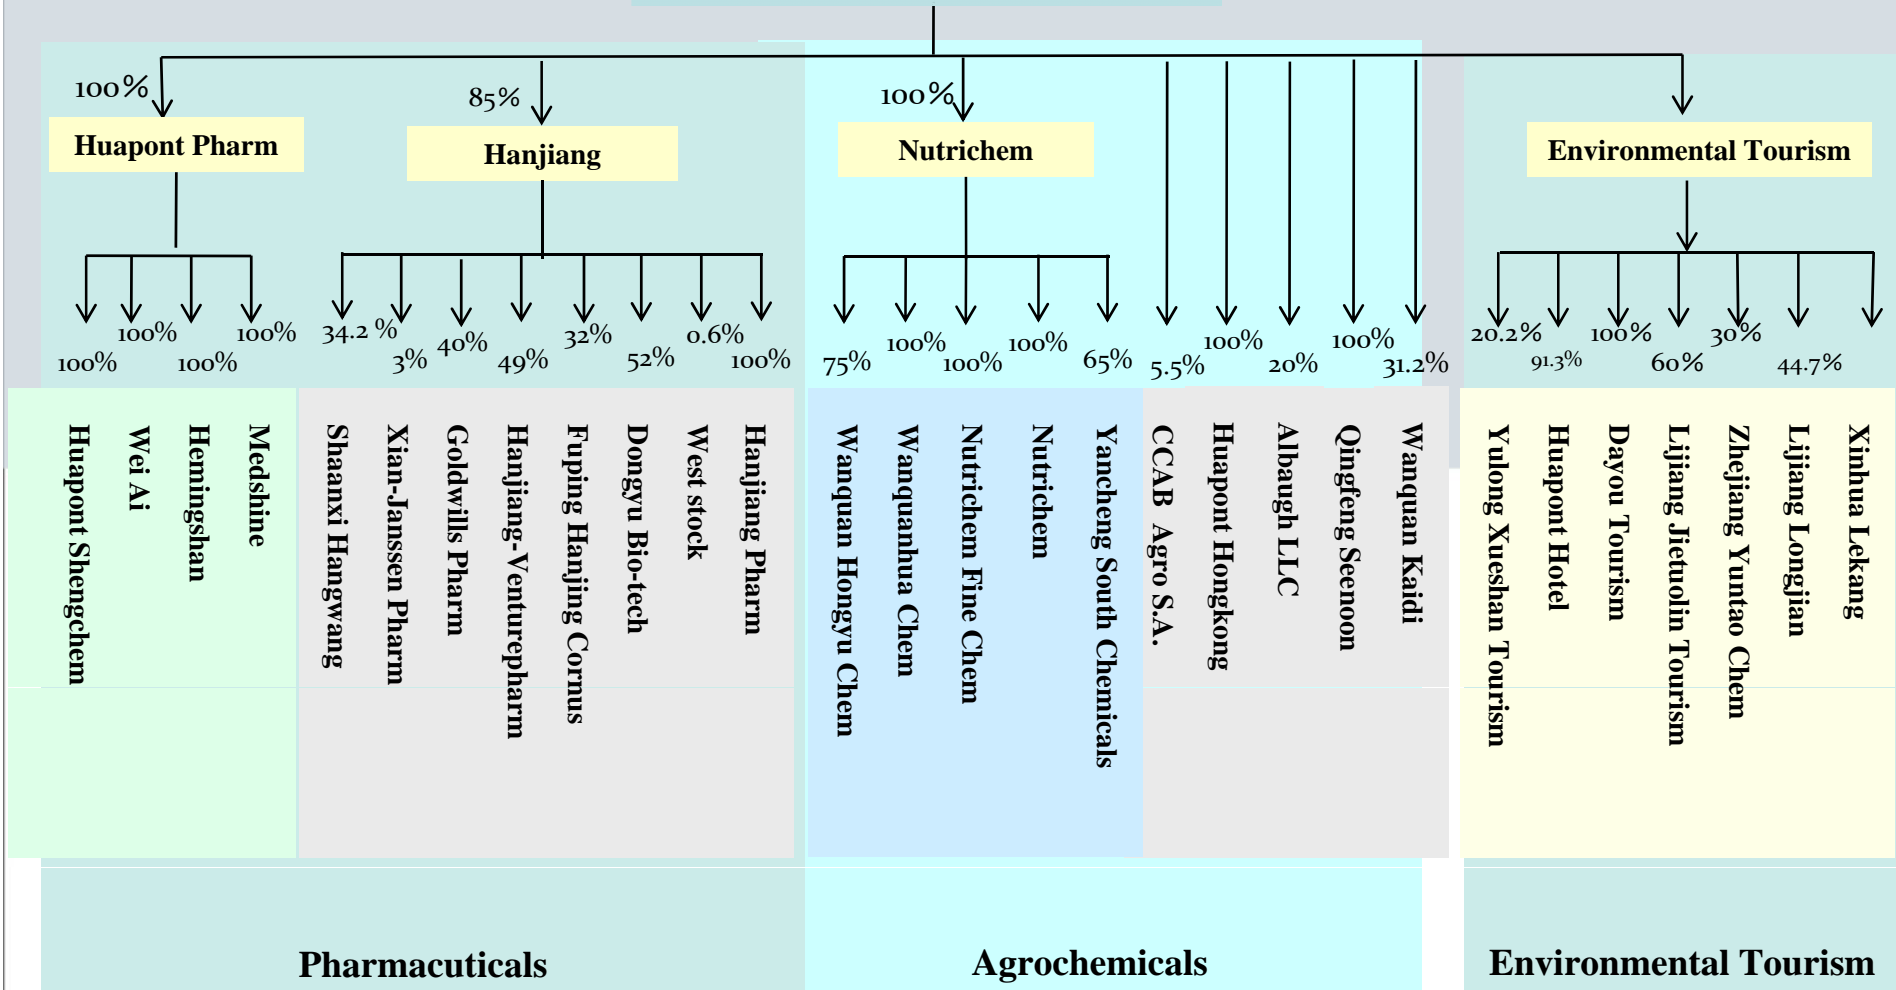 100%
85%
100%
Huapont Pharm
Hanjiang
Nutrichem
Environmental Tourism
100%
100%
100%
100%
34.2 %
3%
40%
49%
32%
52%
0.6%
100%
75%
100%
100%
100%
65%
5.5%
100%
20%
100%
31.2%
20.2%
91.3%
100%
60%
30%
44.7%
Huapont Shengchem
Wei Ai
Hemingshan
Medshine
Shaanxi Hangwang
Xian-Janssen Pharm
Goldwills Pharm
Hanjiang-Venturepharm
Fuping Hanjing Cornus
Dongyu Bio-tech
West stock
Hanjiang Pharm
Wanquan Hongyu Chem
Wanquanhua Chem
Nutrichem Fine Chem
Nutrichem
Yancheng South Chemicals
CCAB Agro S.A.
Huapont Hongkong
Albaugh LLC
Qingfeng Seenoon
Wanquan Kaidi
Yulong Xueshan Tourism
Huapont Hotel
Dayou Tourism
Lijiang Jietuolin Tourism
Zhejiang Yuntao Chem
Lijiang Longjian
Xinhua Lekang
Pharmacuticals
Agrochemicals
Environmental Tourism